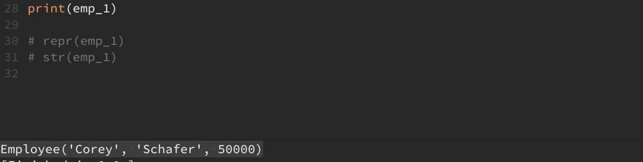 28 print(emp_1)
29
30 # repr(emp_1)
31 # str(emp_1)
32
Employee('Corey', 'Schafer', 50000)